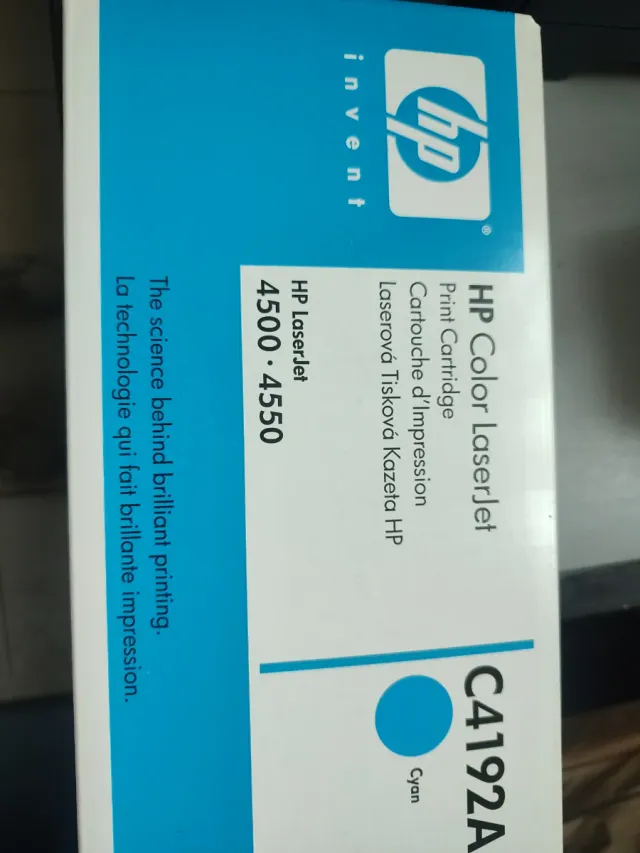 hp
®
invent
HP Color LaserJet
Print Cartridge
Cartouche d'Impression
Laserová Tisková Kazeta HP
HP LaserJet
4500 · 4550
C4192A
Cyan
The science behind brilliant printing.
La technologie qui fait brillante impression.